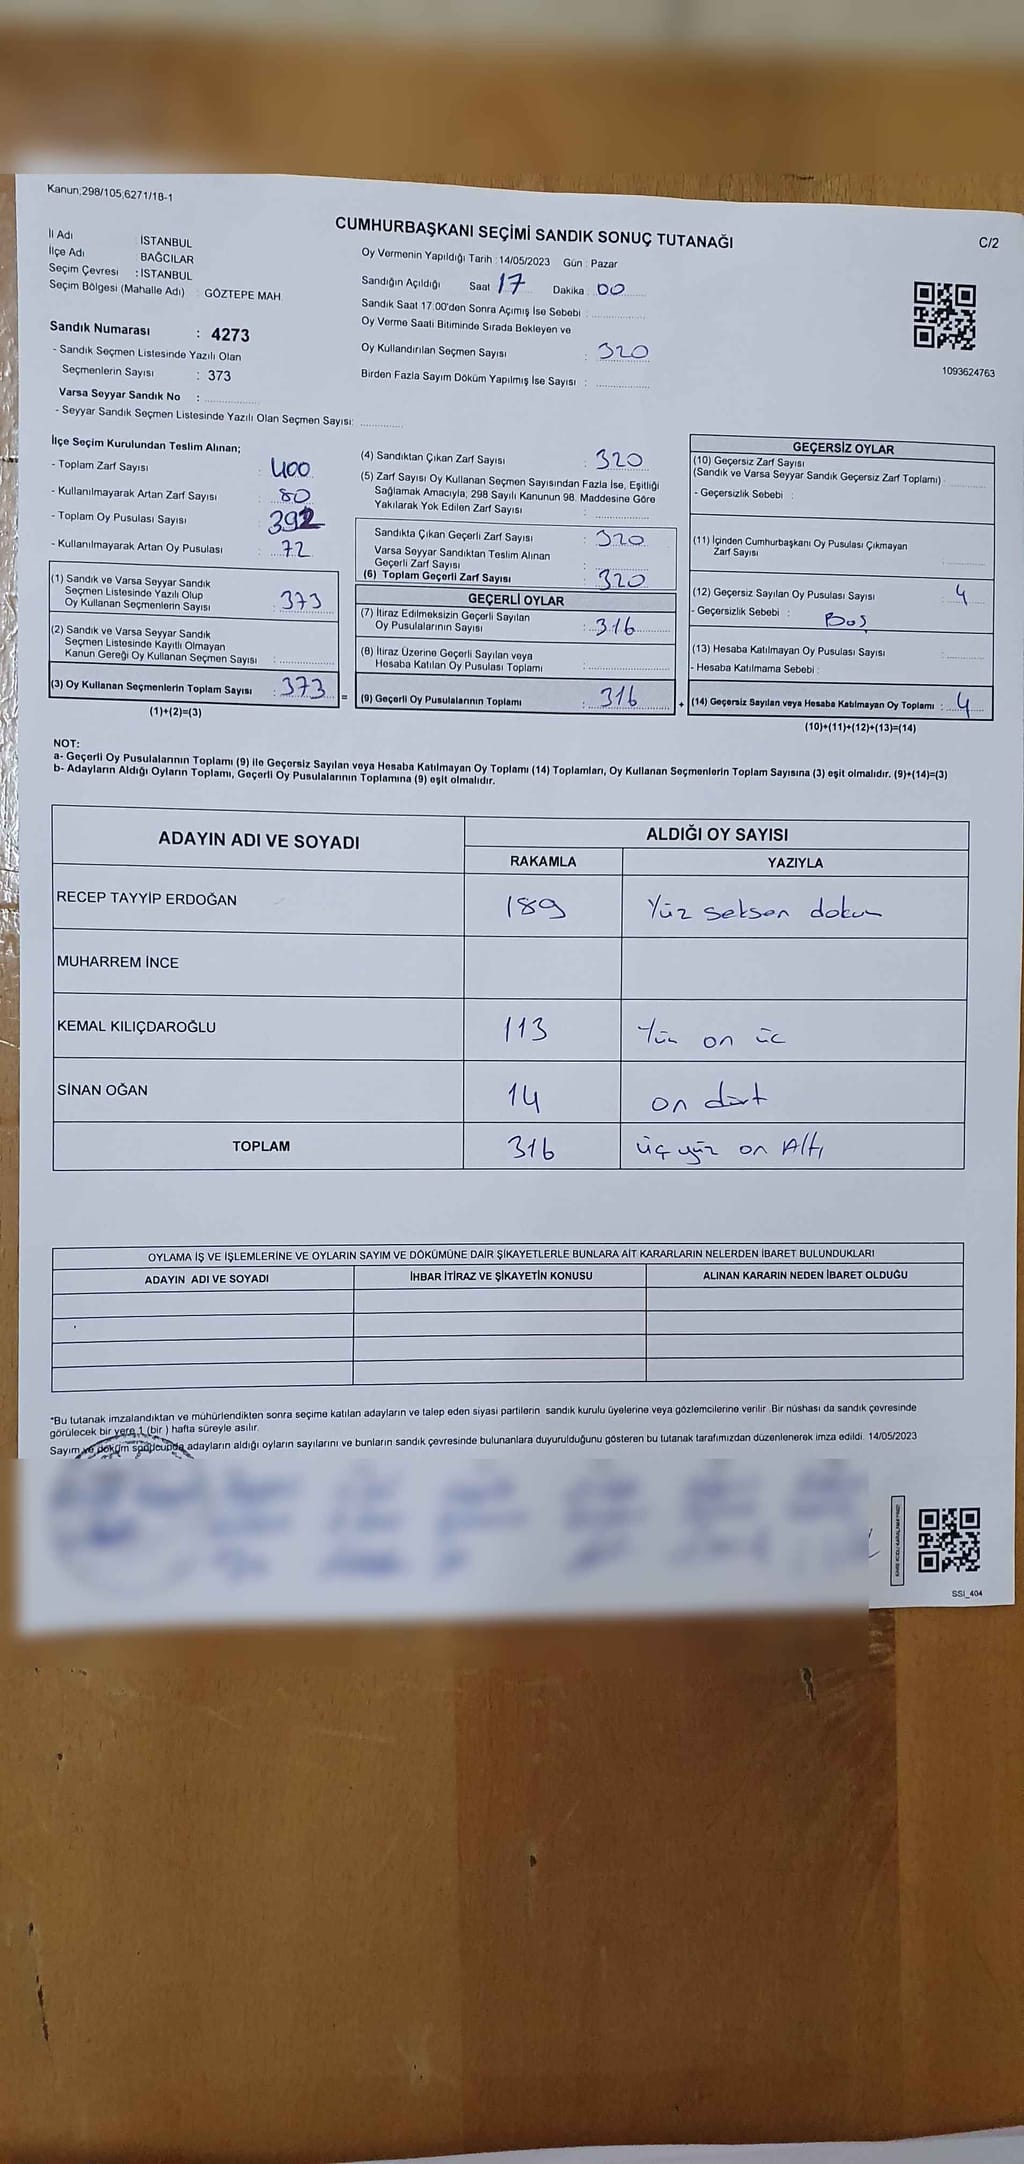 Kanun;298/105;6271/18-1
CUMHURBAŞKANI SEÇİMİ SANDIK SONUÇ TUTANAĞI
C/2
İl Adı İSTANBUL
İlçe Adı BAĞCILAR
Seçim Çevresi : İSTANBUL
Seçim Bölgesi (Mahalle Adı) GÖZTEPE MAH.
Sandık Numarası : 4273
- Sandık Seçmen Listesinde Yazılı Olan
Seçmenlerin Sayısı : 373
Varsa Seyyar Sandık No :
- Seyyar Sandık Seçmen Listesinde Yazılı Olan Seçmen Sayısı:
Oy Vermenin Yapıldığı Tarih : 14/05/2023 Gün : Pazar
Sandığın Açıldığı Saat 17 Dakika 00
Sandık Saat 17:00'den Sonra Açımış İse Sebebi :
Oy Verme Saati Bitiminde Sırada Bekleyen ve
Oy Kullandırılan Seçmen Sayısı : 320
Birden Fazla Sayım Döküm Yapılmış İse Sayısı :
1093624763
İlçe Seçim Kurulundan Teslim Alınan;
- Toplam Zarf Sayısı : 400
- Kullanılmayarak Artan Zarf Sayısı : 80
- Toplam Oy Pusulası Sayısı : 392
- Kullanılmayarak Artan Oy Pusulası : 72
(1) Sandık ve Varsa Seyyar Sandık
Seçmen Listesinde Yazılı Olup
Oy Kullanan Seçmenlerin Sayısı : 373
(2) Sandık ve Varsa Seyyar Sandık
Seçmen Listesinde Kayıtlı Olmayan
Kanun Gereği Oy Kullanan Seçmen Sayısı :
(3) Oy Kullanan Seçmenlerin Toplam Sayısı : 373 =
(1)+(2)=(3)
(4) Sandıktan Çıkan Zarf Sayısı : 320
(5) Zarf Sayısı Oy Kullanan Seçmen Sayısından Fazla İse, Eşitliği
Sağlamak Amacıyla, 298 Sayılı Kanunun 98. Maddesine Göre
Yakılarak Yok Edilen Zarf Sayısı :
Sandıkta Çıkan Geçerli Zarf Sayısı : 320
Varsa Seyyar Sandıktan Teslim Alınan
Geçerli Zarf Sayısı :
(6) Toplam Geçerli Zarf Sayısı : 320
GEÇERLİ OYLAR
(7) İtiraz Edilmeksizin Geçerli Sayılan
Oy Pusulalarının Sayısı : 316
(8) İtiraz Üzerine Geçerli Sayılan veya
Hesaba Katılan Oy Pusulası Toplamı :
(9) Geçerli Oy Pusulalarının Toplamı : 316 +
GEÇERSİZ OYLAR
(10) Geçersiz Zarf Sayısı
(Sandık ve Varsa Seyyar Sandık Geçersiz Zarf Toplamı) :
- Geçersizlik Sebebi :
(11) İçinden Cumhurbaşkanı Oy Pusulası Çıkmayan
Zarf Sayısı
(12) Geçersiz Sayılan Oy Pusulası Sayısı 4
- Geçersizlik Sebebi : Boş
(13) Hesaba Katılmayan Oy Pusulası Sayısı
- Hesaba Katılmama Sebebi :
(14) Geçersiz Sayılan veya Hesaba Katılmayan Oy Toplamı : 4
(10)+(11)+(12)+(13)=(14)
NOT:
a- Geçerli Oy Pusulalarının Toplamı (9) ile Geçersiz Sayılan veya Hesaba Katılmayan Oy Toplamı (14) Toplamları, Oy Kullanan Seçmenlerin Toplam Sayısına (3) eşit olmalıdır. (9)+(14)=(3)
b- Adayların Aldığı Oyların Toplamı, Geçerli Oy Pusulalarının Toplamına (9) eşit olmalıdır.
ADAYIN ADI VE SOYADI ALDIĞI OY SAYISI
RAKAMLA YAZIYLA
RECEP TAYYİP ERDOĞAN 189 Yüz seksen dokuz
MUHARREM İNCE
KEMAL KILIÇDAROĞLU 113 Yüz on üç
SİNAN OĞAN 14 on dört
TOPLAM 316 üç yüz on Altı
OYLAMA İŞ VE İŞLEMLERİNE VE OYLARIN SAYIM VE DÖKÜMÜNE DAİR ŞİKAYETLERLE BUNLARA AİT KARARLARIN NELERDEN İBARET BULUNDUKLARI
ADAYIN ADI VE SOYADI İHBAR İTİRAZ VE ŞİKAYETİN KONUSU ALINAN KARARIN NEDEN İBARET OLDUĞU
*Bu tutanak imzalandıktan ve mühürlendikten sonra seçime katılan adayların ve talep eden siyasi partilerin sandık kurulu üyelerine veya gözlemcilerine verilir. Bir nüshası da sandık çevresinde
görülecek bir yere 1 (bir) hafta süreyle asılır.
Sayım ve döküm sonucunda adayların aldığı oyların sayılarını ve bunların sandık çevresinde bulunanlara duyurulduğunu gösteren bu tutanak tarafımızdan düzenlenerek imza edildi. 14/05/2023
SSI_404